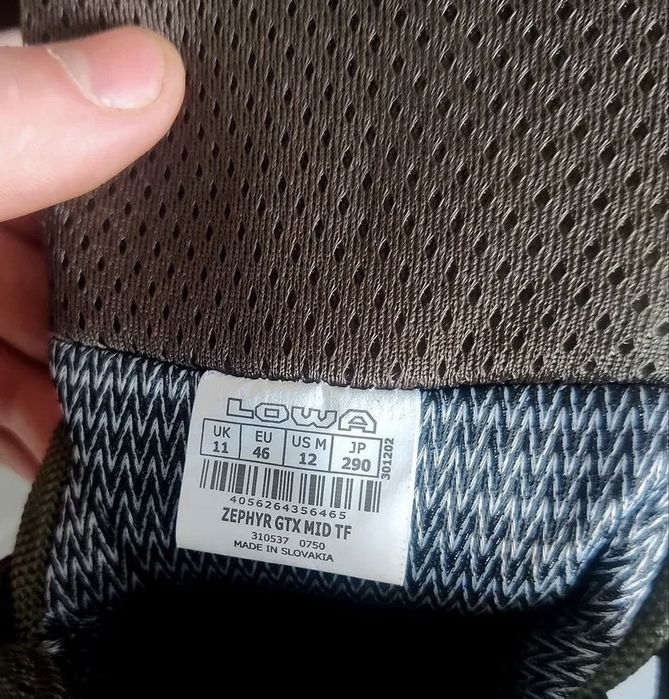 LOWA
UK EU US M JP
11 46 12 290
301202
4056264356465
ZEPHYR GTX MID TF
310537 0750
MADE IN SLOVAKIA